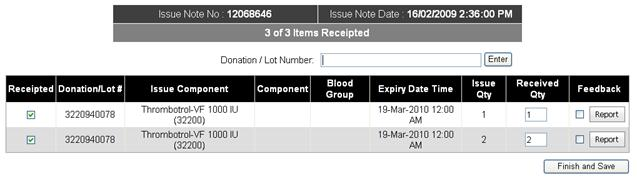 Issue Note No : 12068646 Issue Note Date : 16/02/2009 2:36:00 PM
3 of 3 Items Receipted
Donation / Lot Number: Enter
Receipted Donation/Lot # Issue Component Component Blood Group Expiry Date Time Issue Qty Received Qty Feedback
3220940078 Thrombotrol-VF 1000 IU (32200) 19-Mar-2010 12:00 AM 1 1 Report
3220940078 Thrombotrol-VF 1000 IU (32200) 19-Mar-2010 12:00 AM 2 2 Report
Finish and Save